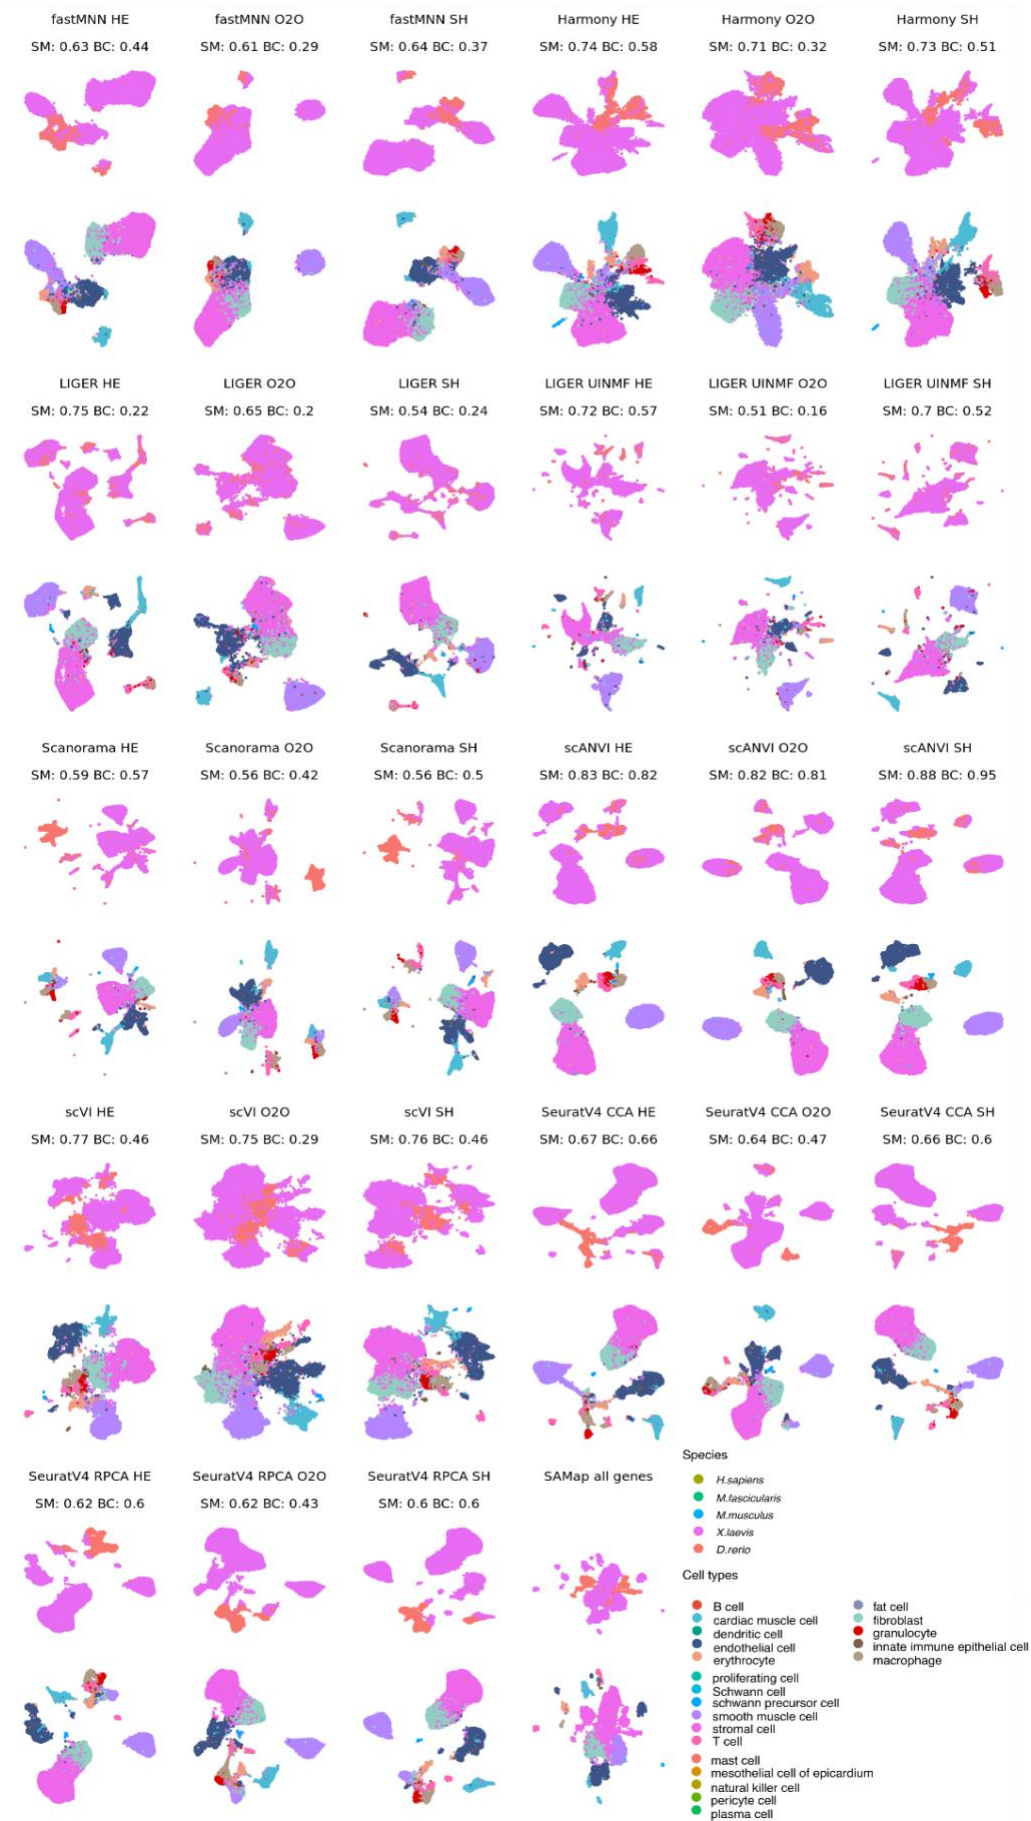 fastMNN HE fastMNN O2O fastMNN SH Harmony HE Harmony O2O Harmony SH
SM: 0.63 BC: 0.44 SM: 0.61 BC: 0.29 SM: 0.64 BC: 0.37 SM: 0.74 BC: 0.58 SM: 0.71 BC: 0.32 SM: 0.73 BC: 0.51
LIGER HE LIGER O2O LIGER SH LIGER UINMF HE LIGER UINMF O2O LIGER UINMF SH
SM: 0.75 BC: 0.22 SM: 0.65 BC: 0.2 SM: 0.54 BC: 0.24 SM: 0.72 BC: 0.57 SM: 0.51 BC: 0.16 SM: 0.7 BC: 0.52
Scanorama HE Scanorama O2O Scanorama SH scANVI HE scANVI O2O scANVI SH
SM: 0.59 BC: 0.57 SM: 0.56 BC: 0.42 SM: 0.56 BC: 0.5 SM: 0.83 BC: 0.82 SM: 0.82 BC: 0.81 SM: 0.88 BC: 0.95
scVI HE scVI O2O scVI SH SeuratV4 CCA HE SeuratV4 CCA O2O SeuratV4 CCA SH
SM: 0.77 BC: 0.46 SM: 0.75 BC: 0.29 SM: 0.76 BC: 0.46 SM: 0.67 BC: 0.66 SM: 0.64 BC: 0.47 SM: 0.66 BC: 0.6
SeuratV4 RPCA HE SeuratV4 RPCA O2O SeuratV4 RPCA SH SAMap all genes
SM: 0.62 BC: 0.6 SM: 0.62 BC: 0.43 SM: 0.6 BC: 0.6
Species
H.sapiens
M.fascicularis
M.musculus
X.laevis
D.rerio
Cell types
B cell
cardiac muscle cell
dendritic cell
endothelial cell
erythrocyte
proliferating cell
Schwann cell
schwann precursor cell
smooth muscle cell
stromal cell
T cell
mast cell
mesothelial cell of epicardium
natural killer cell
pericyte cell
plasma cell
fat cell
fibroblast
granulocyte
innate immune epithelial cell
macrophage